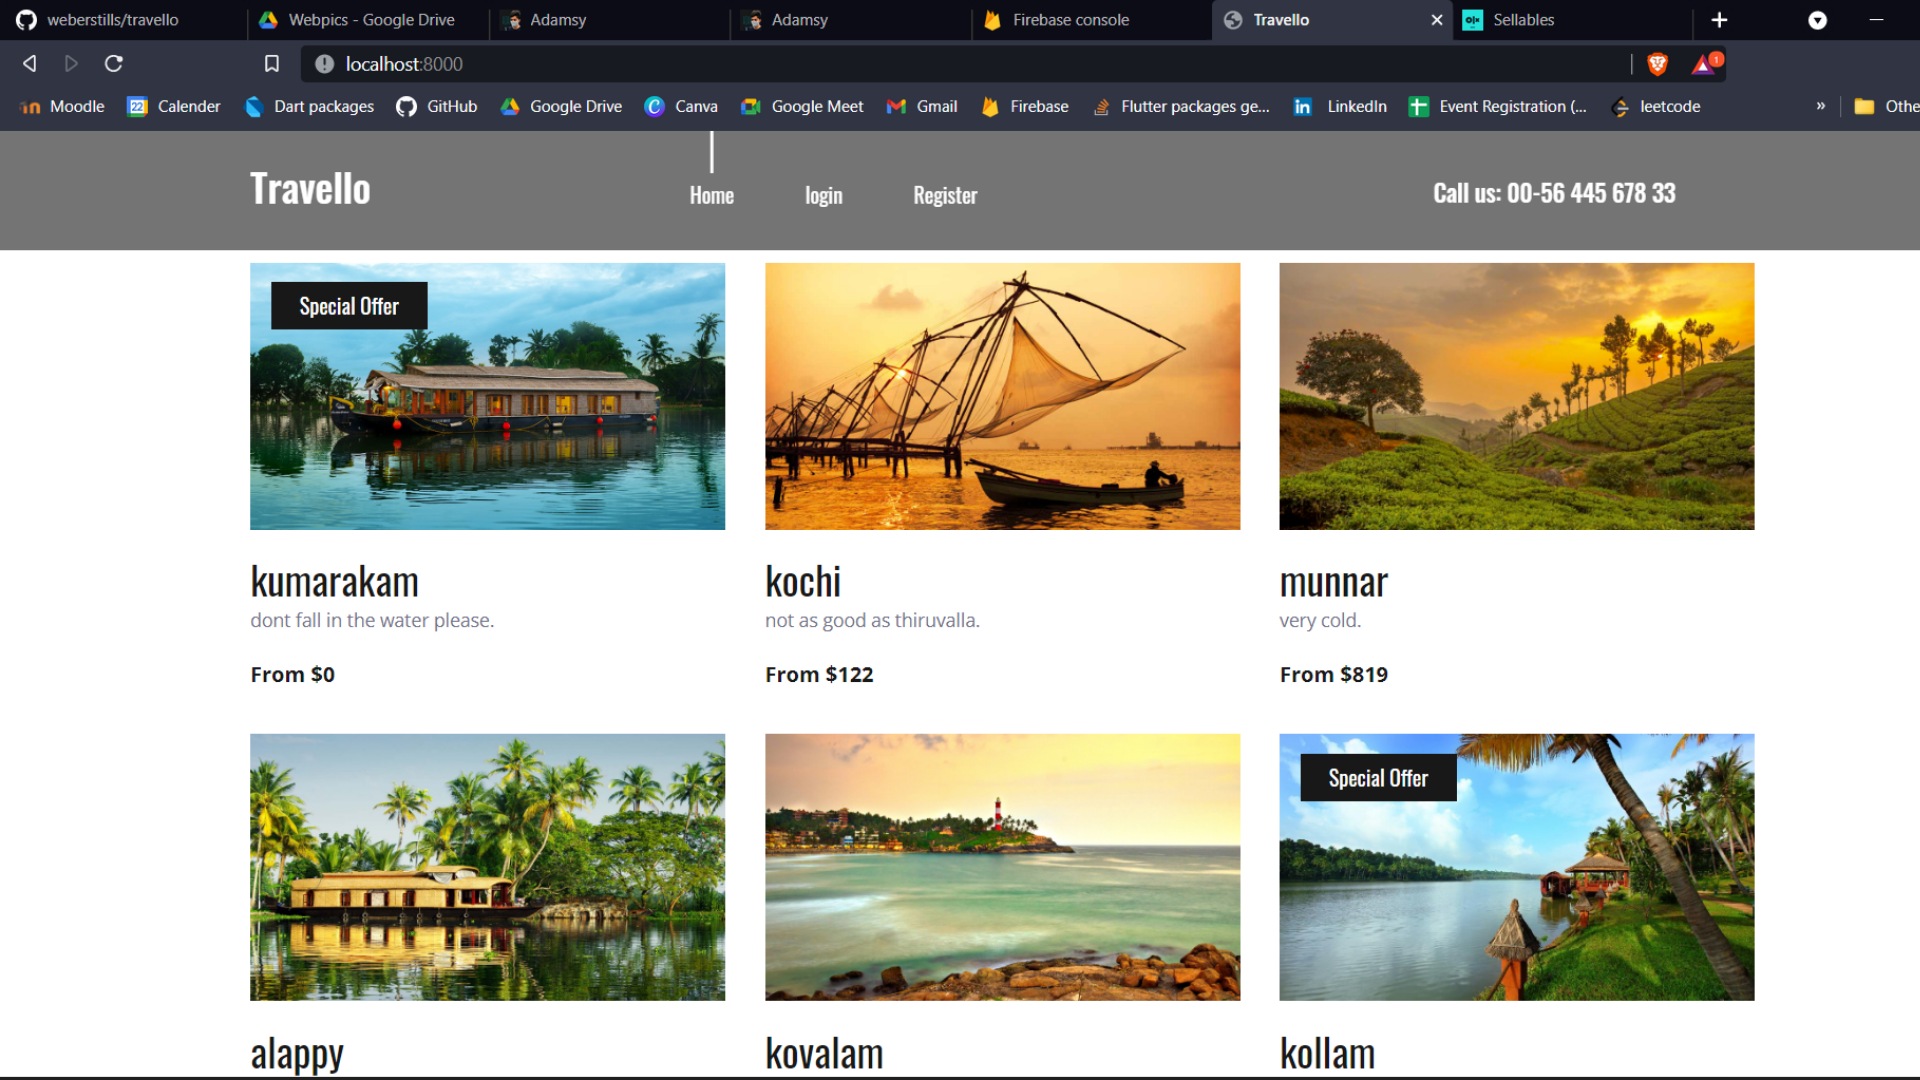 weberstills/travello
Webpics - Google Drive
Adamsy
Adamsy
Firebase console
Travello
Sellables
localhost:8000
1
Moodle
22
Calender
Dart packages
GitHub
Google Drive
Canva
Google Meet
Gmail
Firebase
Flutter packages ge...
in
LinkedIn
Event Registration (...
leetcode
»
Othe
Travello
Home
login
Register
Call us: 00-56 445 678 33
Special Offer
kumarakam
dont fall in the water please.
From $0
kochi
not as good as thiruvalla.
From $122
munnar
very cold.
From $819
Special Offer
alappy
kovalam
kollam